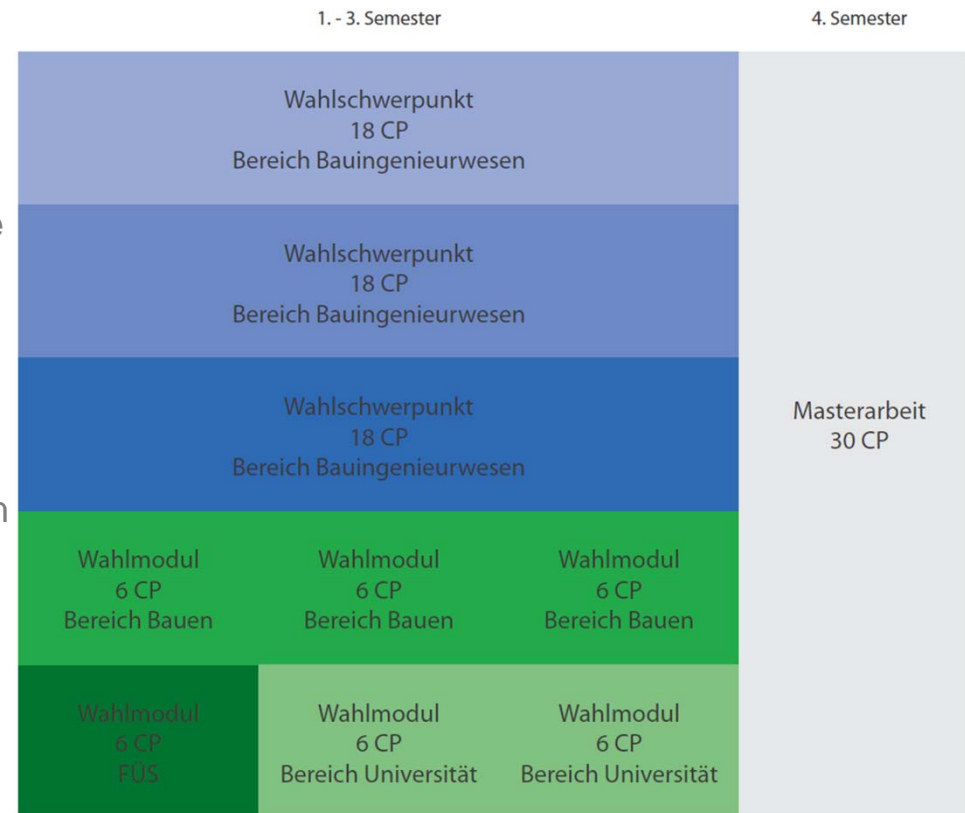 1. - 3. Semester
4. Semester
Wahlschwerpunkt
18 CP
Bereich Bauingenieurwesen
Wahlschwerpunkt
18 CP
Bereich Bauingenieurwesen
Wahlschwerpunkt
18 CP
Bereich Bauingenieurwesen
Masterarbeit
30 CP
Wahlmodul
6 CP
Bereich Bauen
Wahlmodul
6 CP
Bereich Bauen
Wahlmodul
6 CP
Bereich Bauen
Wahlmodul
6 CP
FÜS
Wahlmodul
6 CP
Bereich Universität
Wahlmodul
6 CP
Bereich Universität